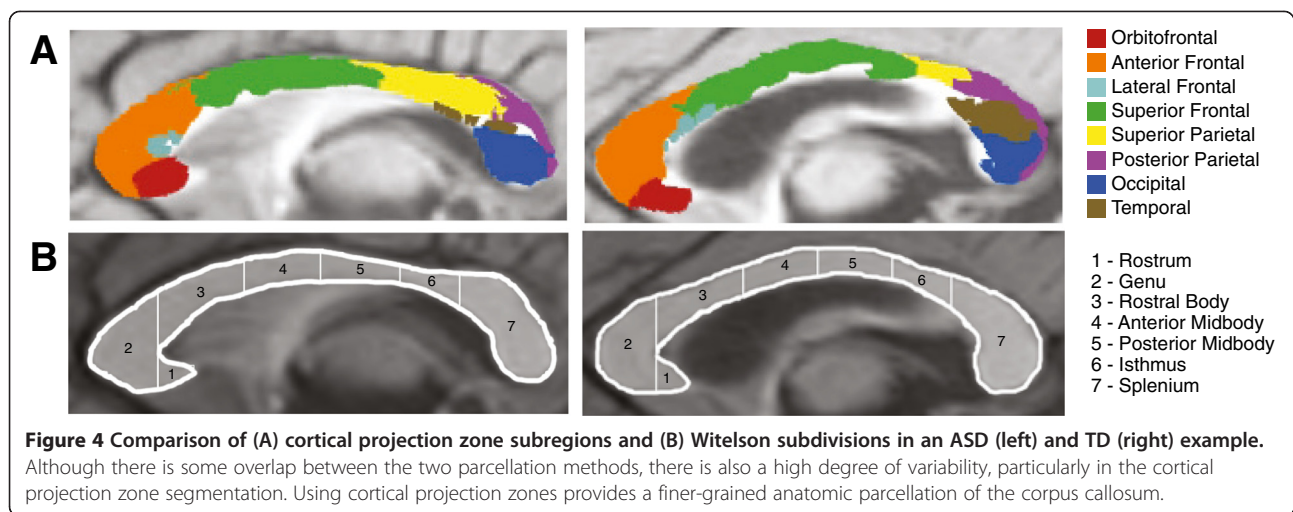 A
Orbitofrontal
Anterior Frontal
Lateral Frontal
Superior Frontal
Superior Parietal
Posterior Parietal
Occipital
Temporal
B
1
2
3
4
5
6
7
1
2
3
4
5
6
7
1 - Rostrum
2 - Genu
3 - Rostral Body
4 - Anterior Midbody
5 - Posterior Midbody
6 - Isthmus
7 - Splenium
Figure 4 Comparison of (A) cortical projection zone subregions and (B) Witelson subdivisions in an ASD (left) and TD (right) example.
Although there is some overlap between the two parcellation methods, there is also a high degree of variability, particularly in the cortical
projection zone segmentation. Using cortical projection zones provides a finer-grained anatomic parcellation of the corpus callosum.